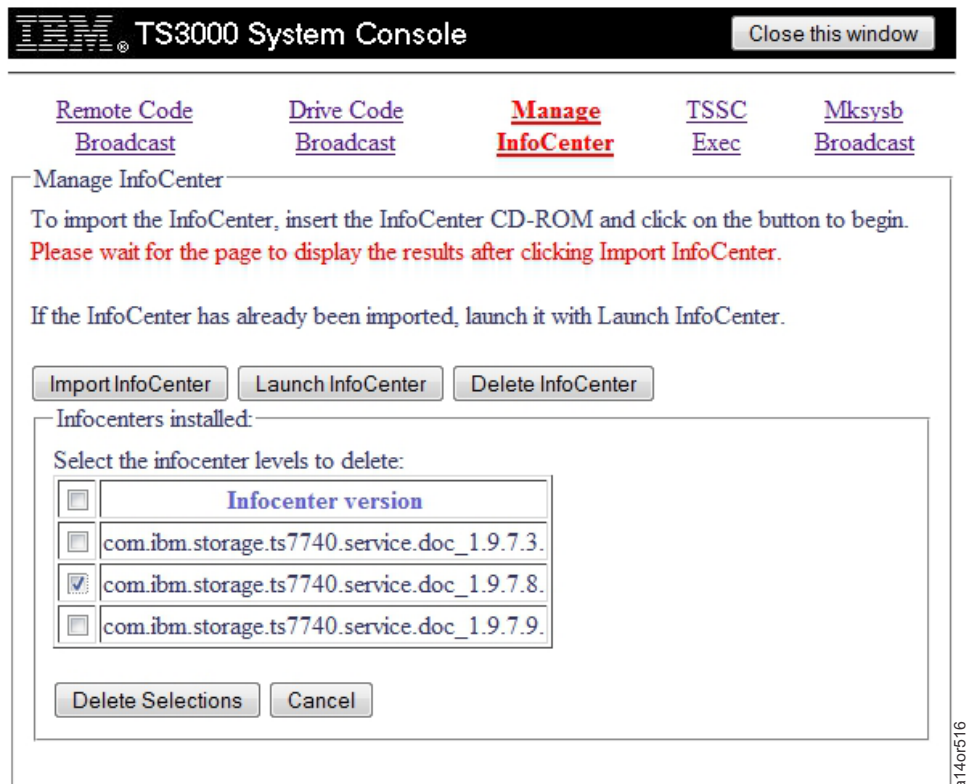 IBM® TS3000 System Console
Close this window
Remote Code Broadcast
Drive Code Broadcast
Manage InfoCenter
TSSC Exec
Mksysb Broadcast
Manage InfoCenter
To import the InfoCenter, insert the InfoCenter CD-ROM and click on the button to begin.
Please wait for the page to display the results after clicking Import InfoCenter.
If the InfoCenter has already been imported, launch it with Launch InfoCenter.
Import InfoCenter
Launch InfoCenter
Delete InfoCenter
Infocenters installed:
Select the infocenter levels to delete:
Infocenter version
com.ibm.storage.ts7740.service.doc_1.9.7.3.
com.ibm.storage.ts7740.service.doc_1.9.7.8.
com.ibm.storage.ts7740.service.doc_1.9.7.9.
Delete Selections
Cancel
a14or516